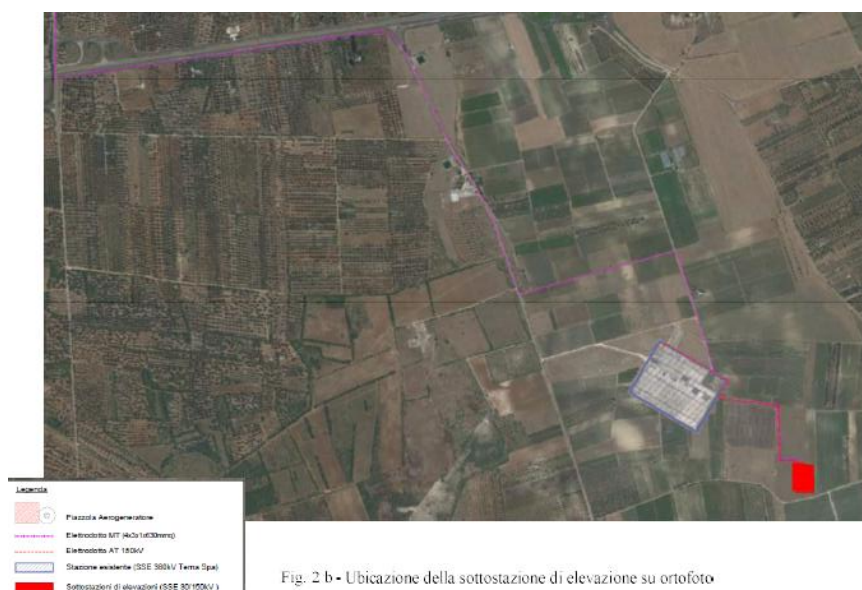 Legenda
Piazzola Aerogeneratore
Elettrodotto MT (4x3x1x630mmq)
Elettrodotto AT 150kV
Stazione esistente (SSE 380kV Terna Spa)
Sottostazioni di elevazioni (SSE 30/150kV )
Fig. 2 b - Ubicazione della sottostazione di elevazione su ortofoto